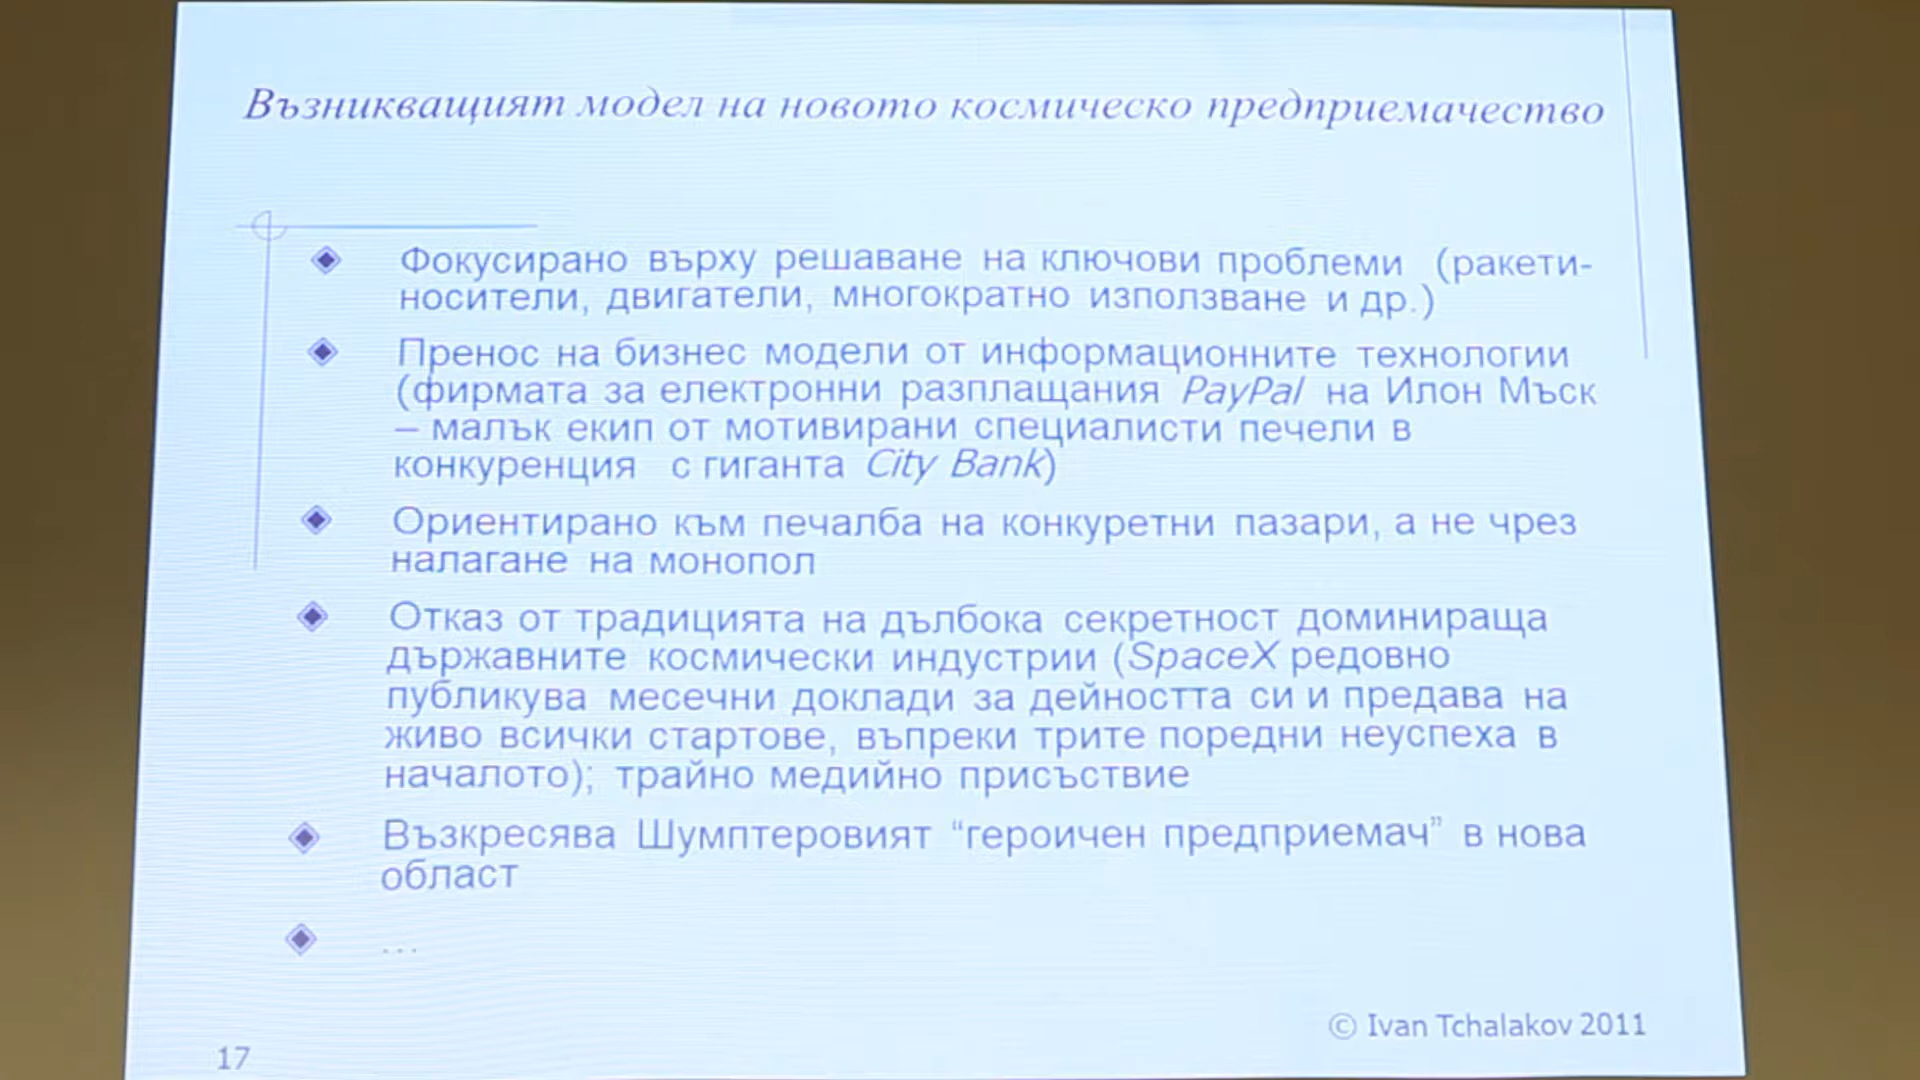 Възникващият модел на новото космическо предприемачество
Фокусирано върху решаване на ключови проблеми (ракети-
носители, двигатели, многократно използване и др.)
Пренос на бизнес модели от информационните технологии
(фирмата за електронни разплащания PayPal на Илон Мъск
– малък екип от мотивирани специалисти печели в
конкуренция с гиганта City Bank)
Ориентирано към печалба на конкуретни пазари, а не чрез
налагане на монопол
Отказ от традицията на дълбока секретност доминираща
държавните космически индустрии (SpaceX редовно
публикува месечни доклади за дейността си и предава на
живо всички стартове, въпреки трите поредни неуспеха в
началото); трайно медийно присъствие
Възкресява Шумптеровият “героичен предприемач” в нова
област
...
© Ivan Tchalakov 2011
17